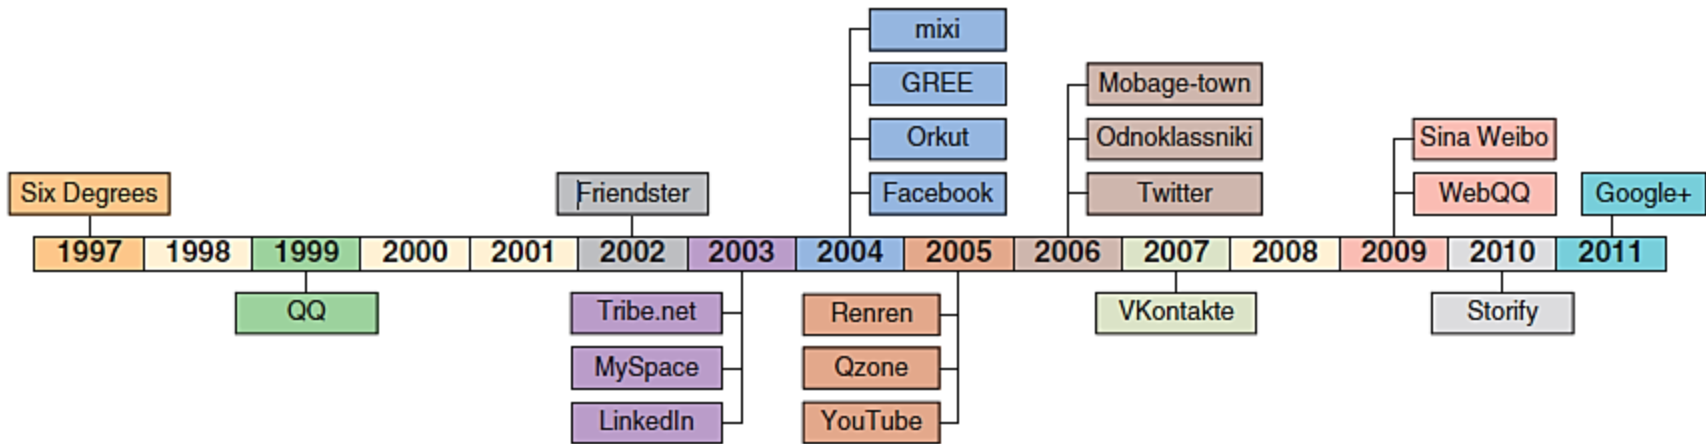 mixi
GREE
Mobage-town
Orkut
Odnoklassniki
Sina Weibo
Six Degrees
Friendster
Facebook
Twitter
WebQQ
Google+
1997 1998 1999 2000 2001 2002 2003 2004 2005 2006 2007 2008 2009 2010 2011
QQ
Tribe.net
Renren
VKontakte
Storify
MySpace
Qzone
LinkedIn
YouTube